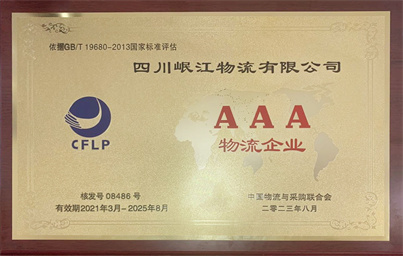 依据GB/T 19680-2013国家标准评估
四川岷江物流有限公司
CFLP
AAA
物流企业
核发号 08486 号
有效期2021年3月-2025年8月
中国物流与采购联合会
二〇二三年八月